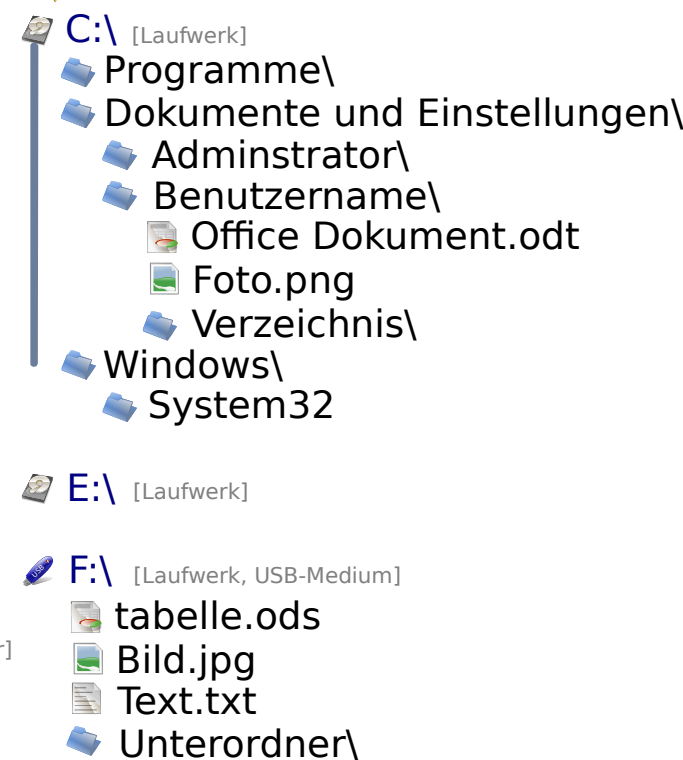 C:\ [Laufwerk]
Programme\
Dokumente und Einstellungen\
Adminstrator\
Benutzername\
Office Dokument.odt
Foto.png
Verzeichnis\
Windows\
System32
E:\ [Laufwerk]
F:\ [Laufwerk, USB-Medium]
tabelle.ods
r]
Bild.jpg
Text.txt
Unterordner\